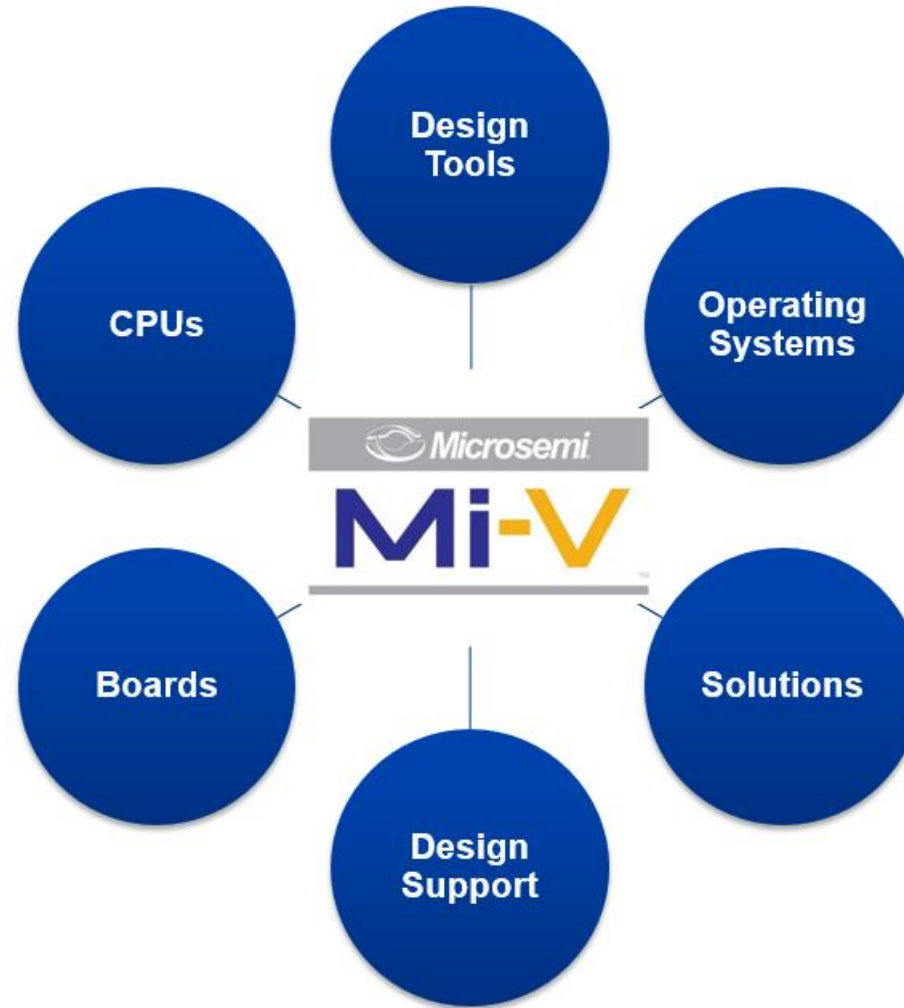 Design
Tools
CPUs
Operating
Systems
Microsemi
Mi-V
Boards
Solutions
Design
Support